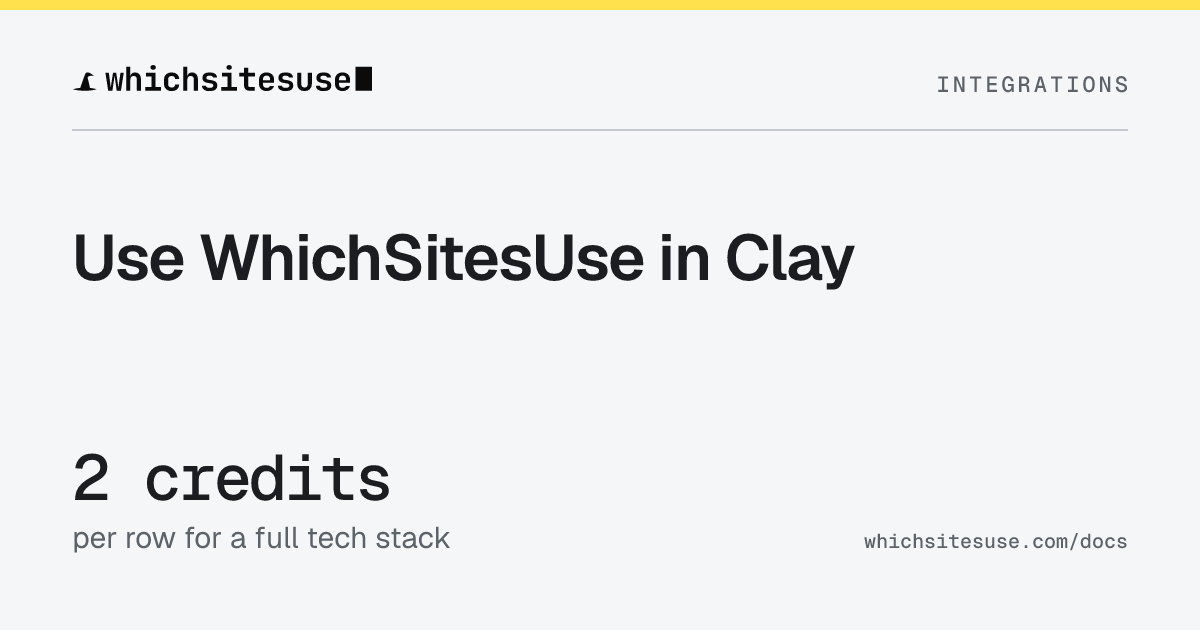 whichsitesuse
INTEGRATIONS
Use WhichSitesUse in Clay
2 credits
per row for a full tech stack
whichsitesuse.com/docs